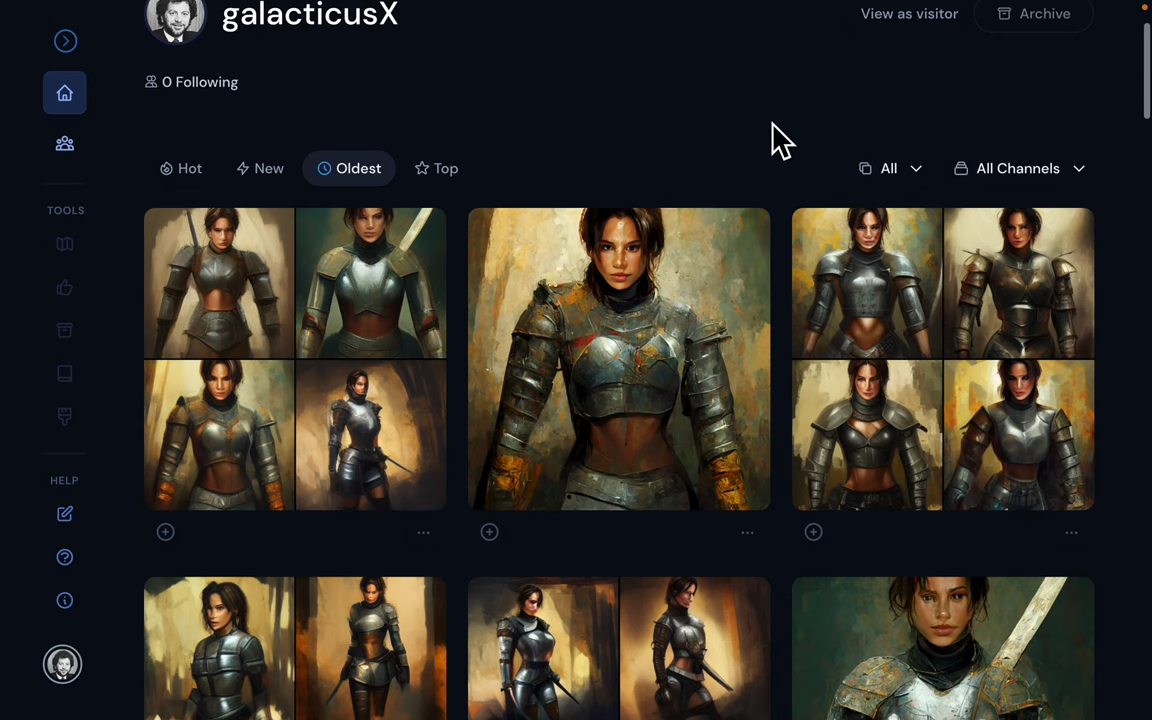 galacticusX
View as visitor
Archive
0 Following
Hot
New
Oldest
Top
All
All Channels
TOOLS
HELP